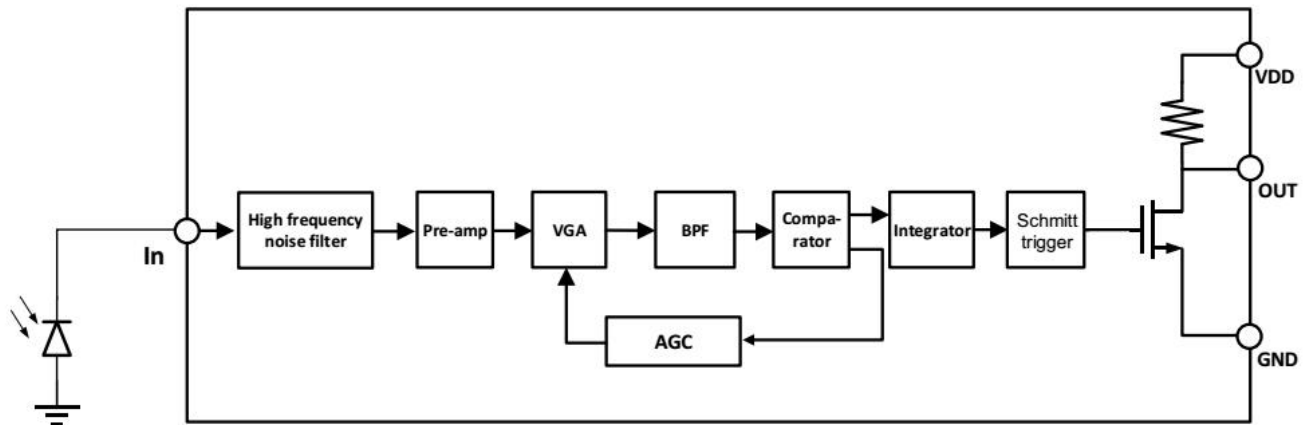 VDD
OUT
In
High frequency
noise filter
Pre-amp
VGA
BPF
Compa-
rator
Integrator
Schmitt
trigger
AGC
GND